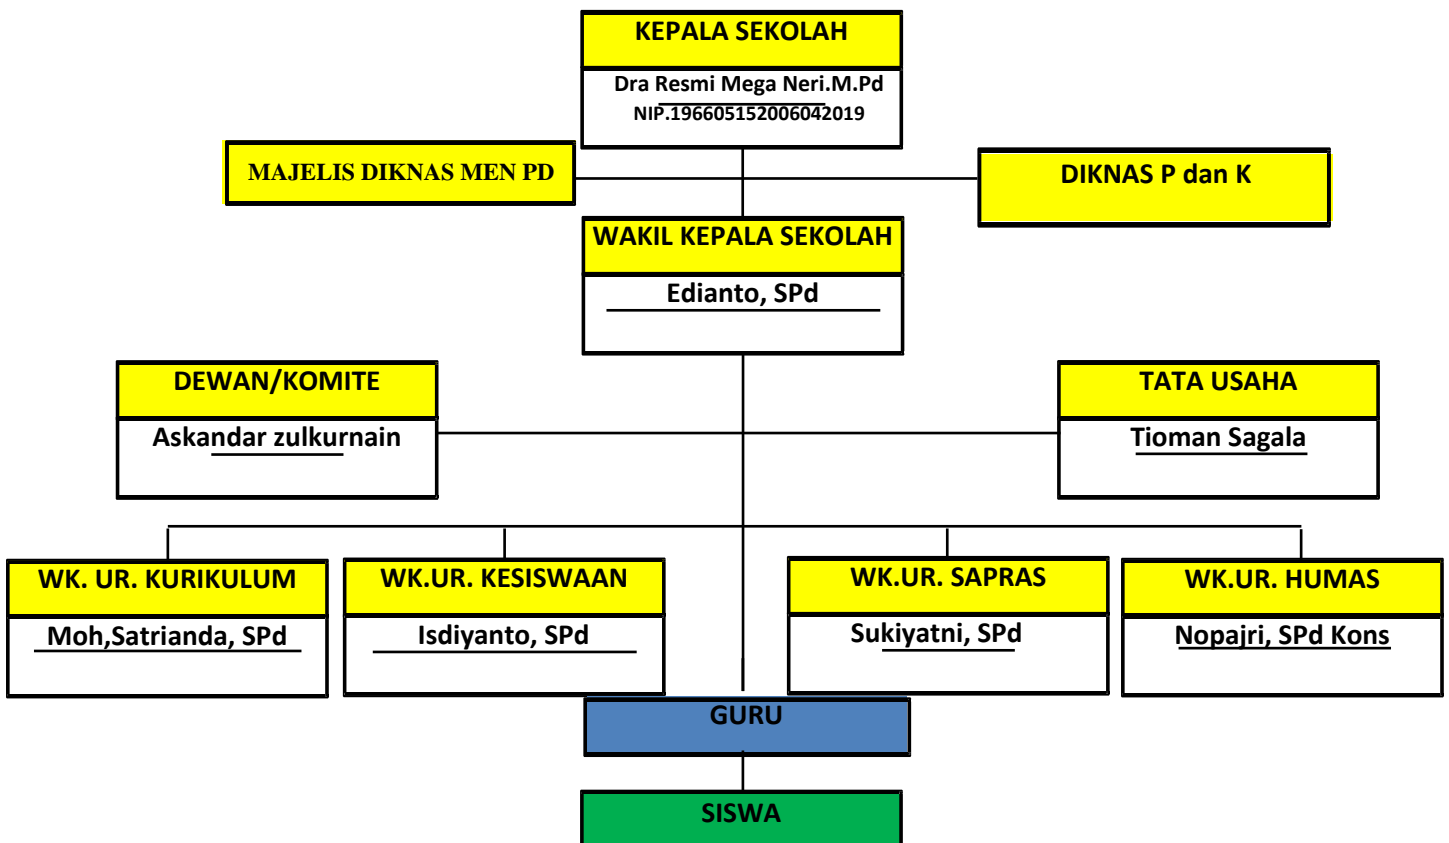 KEPALA SEKOLAH
Dra Resmi Mega Neri.M.Pd
NIP.196605152006042019
MAJELIS DIKNAS MEN PD
DIKNAS P dan K
WAKIL KEPALA SEKOLAH
Edianto, SPd
DEWAN/KOMITE
Askandar zulkurnain
TATA USAHA
Tioman Sagala
WK. UR. KURIKULUM
Moh,Satrianda, SPd
WK.UR. KESISWAAN
Isdiyanto, SPd
WK.UR. SAPRAS
Sukiyatni, SPd
WK.UR. HUMAS
Nopajri, SPd Kons
GURU
SISWA